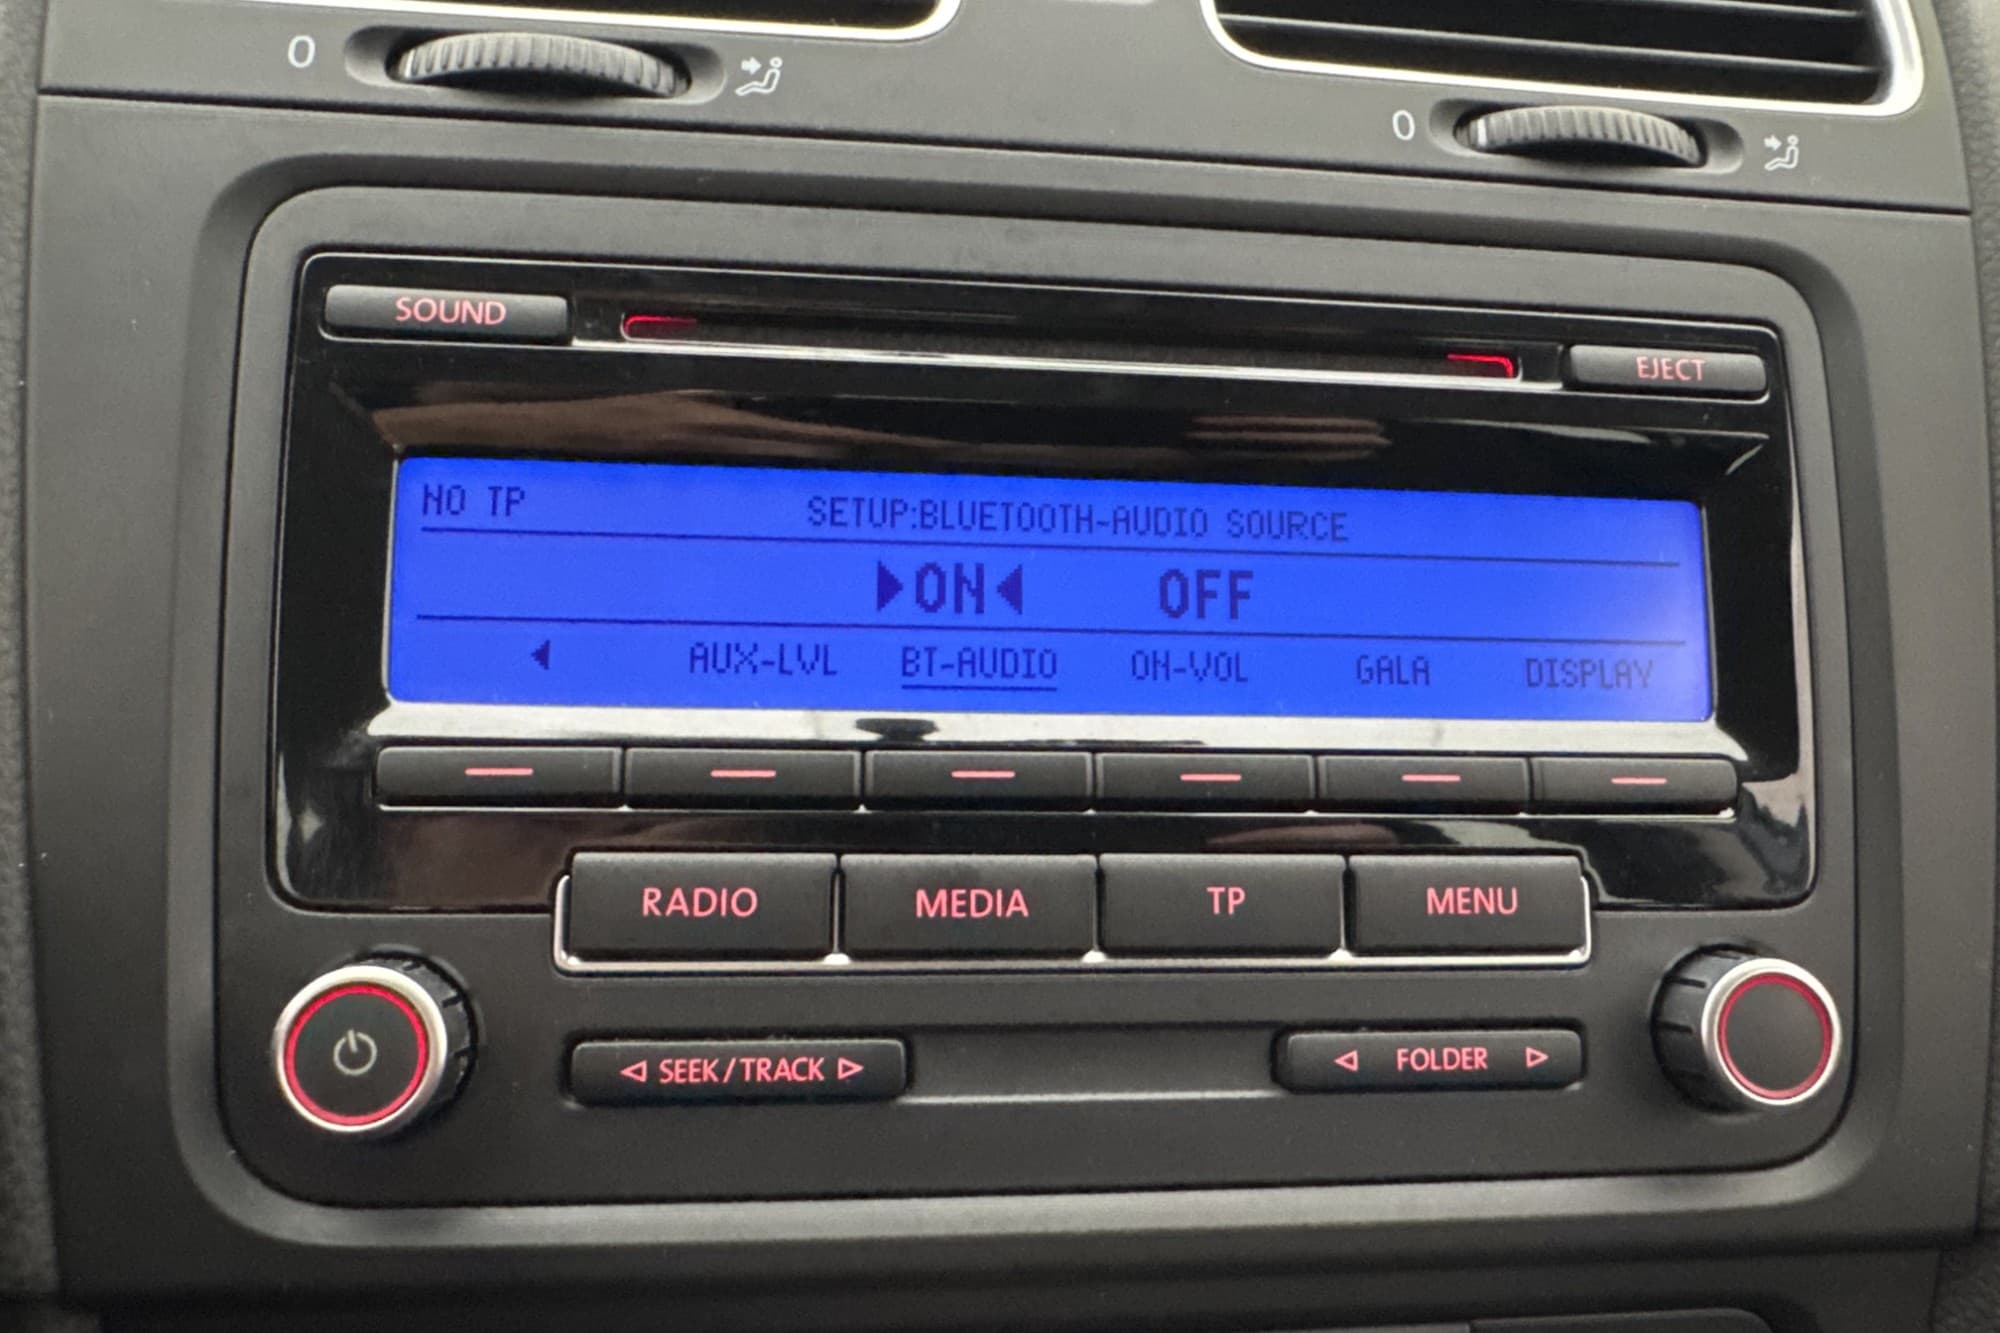 0
0
SOUND
EJECT
NO TP SETUP:BLUETOOTH-AUDIO SOURCE
ON OFF
AUX-LVL BT-AUDIO ON-VOL GALA DISPLAY
RADIO MEDIA TP MENU
SEEK/TRACK FOLDER